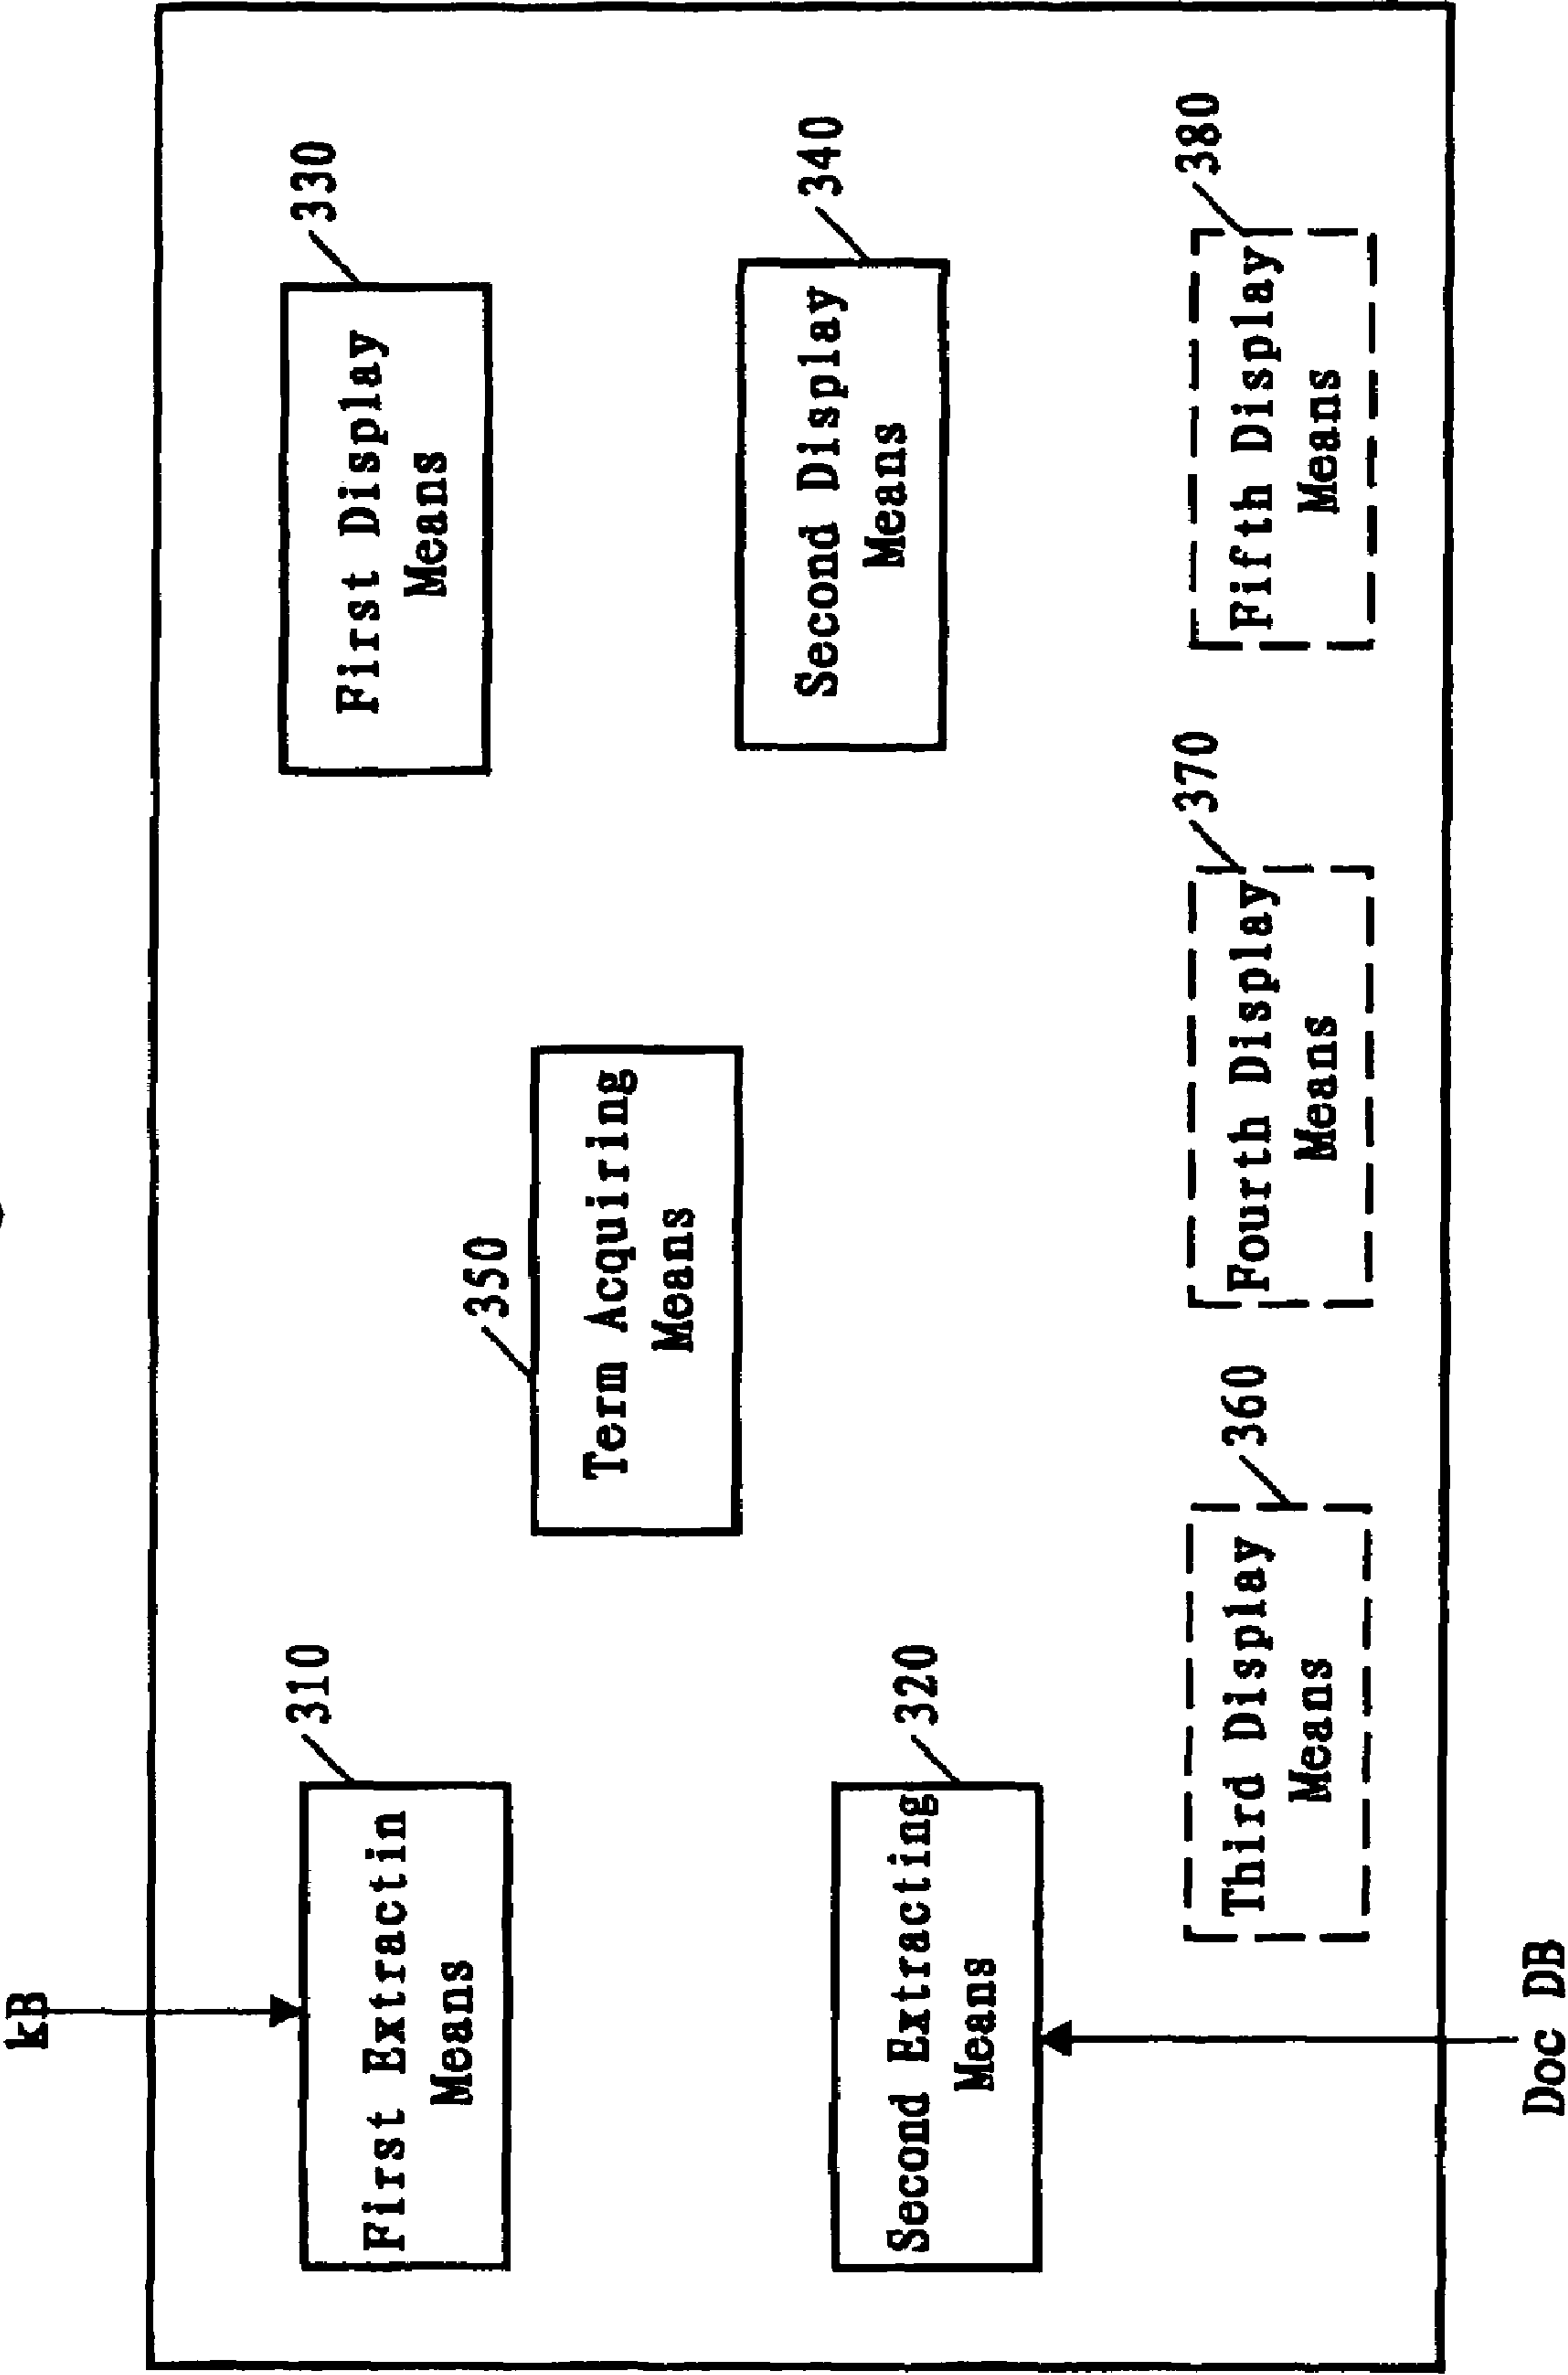 kB
310
First Extractin
Means
350
Term Acquiring
Means
330
First Display
Means
320
Second Extracting
Means
340
Second Display
Means
360
Third Display
Means
370
Fourth Display
Means
380
Fifth Display
Means
Doc DB